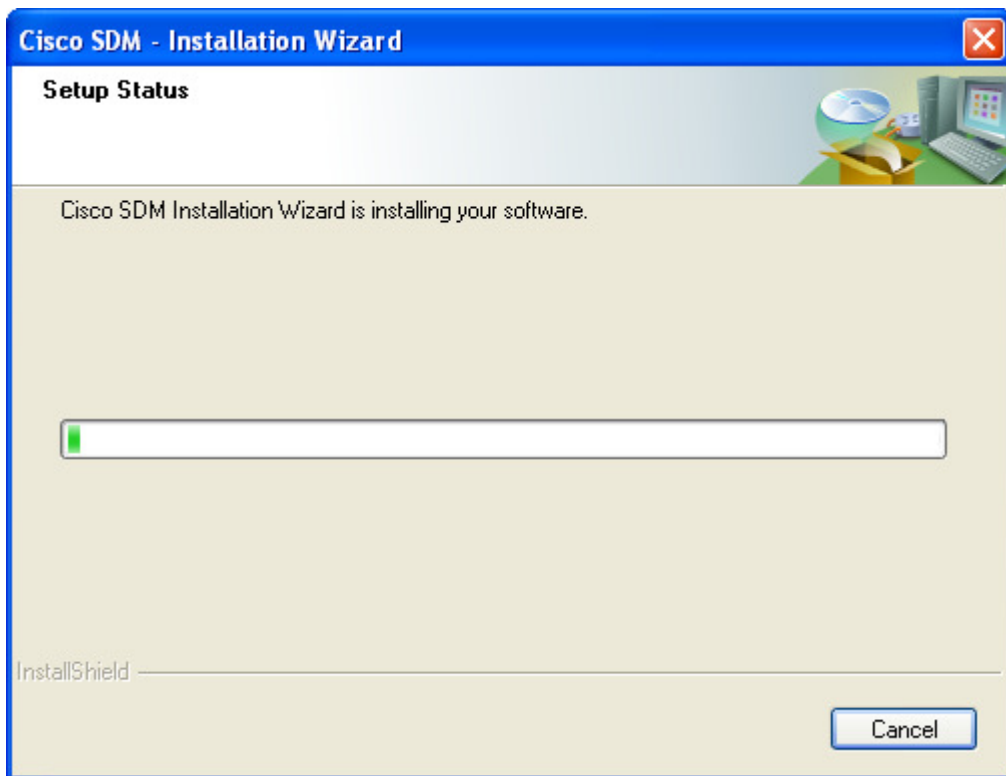 Cisco SDM - Installation Wizard
Setup Status
Cisco SDM Installation Wizard is installing your software.
InstallShield
Cancel